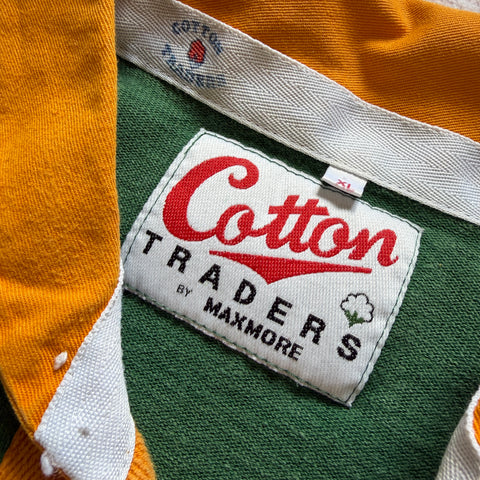 COTTON
TRADERS
XL
Cotton
TRADERS
BY MAXMORE